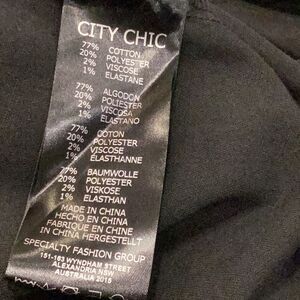 CITY CHIC
77% COTTON
20% POLYESTER
2% VISCOSE
1% ELASTANE
77% ALGODON
20% POLIESTER
2% VISCOSA
1% ELASTANO
77% COTON
20% POLYESTER
2% VISCOSE
1% ELASTHANNE
77% BAUMWOLLE
20% POLYESTER
2% VISKOSE
1% ELASTHAN
MADE IN CHINA
HECHO EN CHINA
FABRIQUE EN CHINE
IN CHINA HERGESTELLT
SPECIALTY FASHION GROUP
151-163 WYNDHAM STREET
ALEXANDRIA NSW
AUSTRALIA 2015